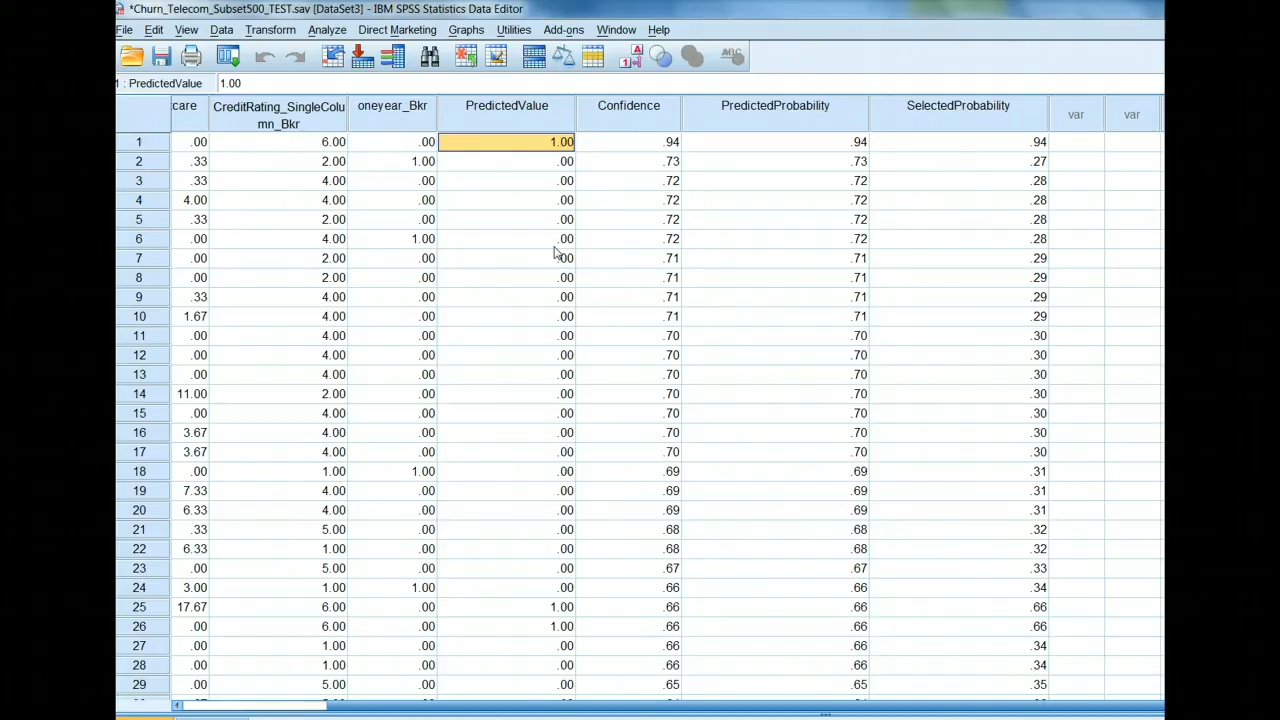 *Churn_Telecom_Subset500_TEST.sav [DataSet3] - IBM SPSS Statistics Data Editor
File Edit View Data Transform Analyze Direct Marketing Graphs Utilities Add-ons Window Help
1 : PredictedValue 1.00
care CreditRating_SingleColu oneyear_Bkr PredictedValue Confidence PredictedProbability SelectedProbability var var
mn_Bkr
1 .00 6.00 .00 1.00 .94 .94 .94
2 .33 2.00 1.00 .00 .73 .73 .27
3 .33 4.00 .00 .00 .72 .72 .28
4 4.00 4.00 .00 .00 .72 .72 .28
5 .33 2.00 .00 .00 .72 .72 .28
6 .00 4.00 1.00 .00 .72 .72 .28
7 .00 2.00 .00 .00 .71 .71 .29
8 .00 2.00 .00 .00 .71 .71 .29
9 .33 4.00 .00 .00 .71 .71 .29
10 1.67 4.00 .00 .00 .71 .71 .29
11 .00 4.00 .00 .00 .70 .70 .30
12 .00 4.00 .00 .00 .70 .70 .30
13 .00 4.00 .00 .00 .70 .70 .30
14 11.00 2.00 .00 .00 .70 .70 .30
15 .00 4.00 .00 .00 .70 .70 .30
16 3.67 4.00 .00 .00 .70 .70 .30
17 3.67 4.00 .00 .00 .70 .70 .30
18 .00 1.00 1.00 .00 .69 .69 .31
19 7.33 4.00 .00 .00 .69 .69 .31
20 6.33 4.00 .00 .00 .69 .69 .31
21 .33 5.00 .00 .00 .68 .68 .32
22 6.33 1.00 .00 .00 .68 .68 .32
23 .00 5.00 .00 .00 .67 .67 .33
24 3.00 1.00 1.00 .00 .66 .66 .34
25 17.67 6.00 .00 1.00 .66 .66 .66
26 .00 6.00 .00 1.00 .66 .66 .66
27 .00 1.00 .00 .00 .66 .66 .34
28 .00 1.00 .00 .00 .66 .66 .34
29 .00 5.00 .00 .00 .65 .65 .35